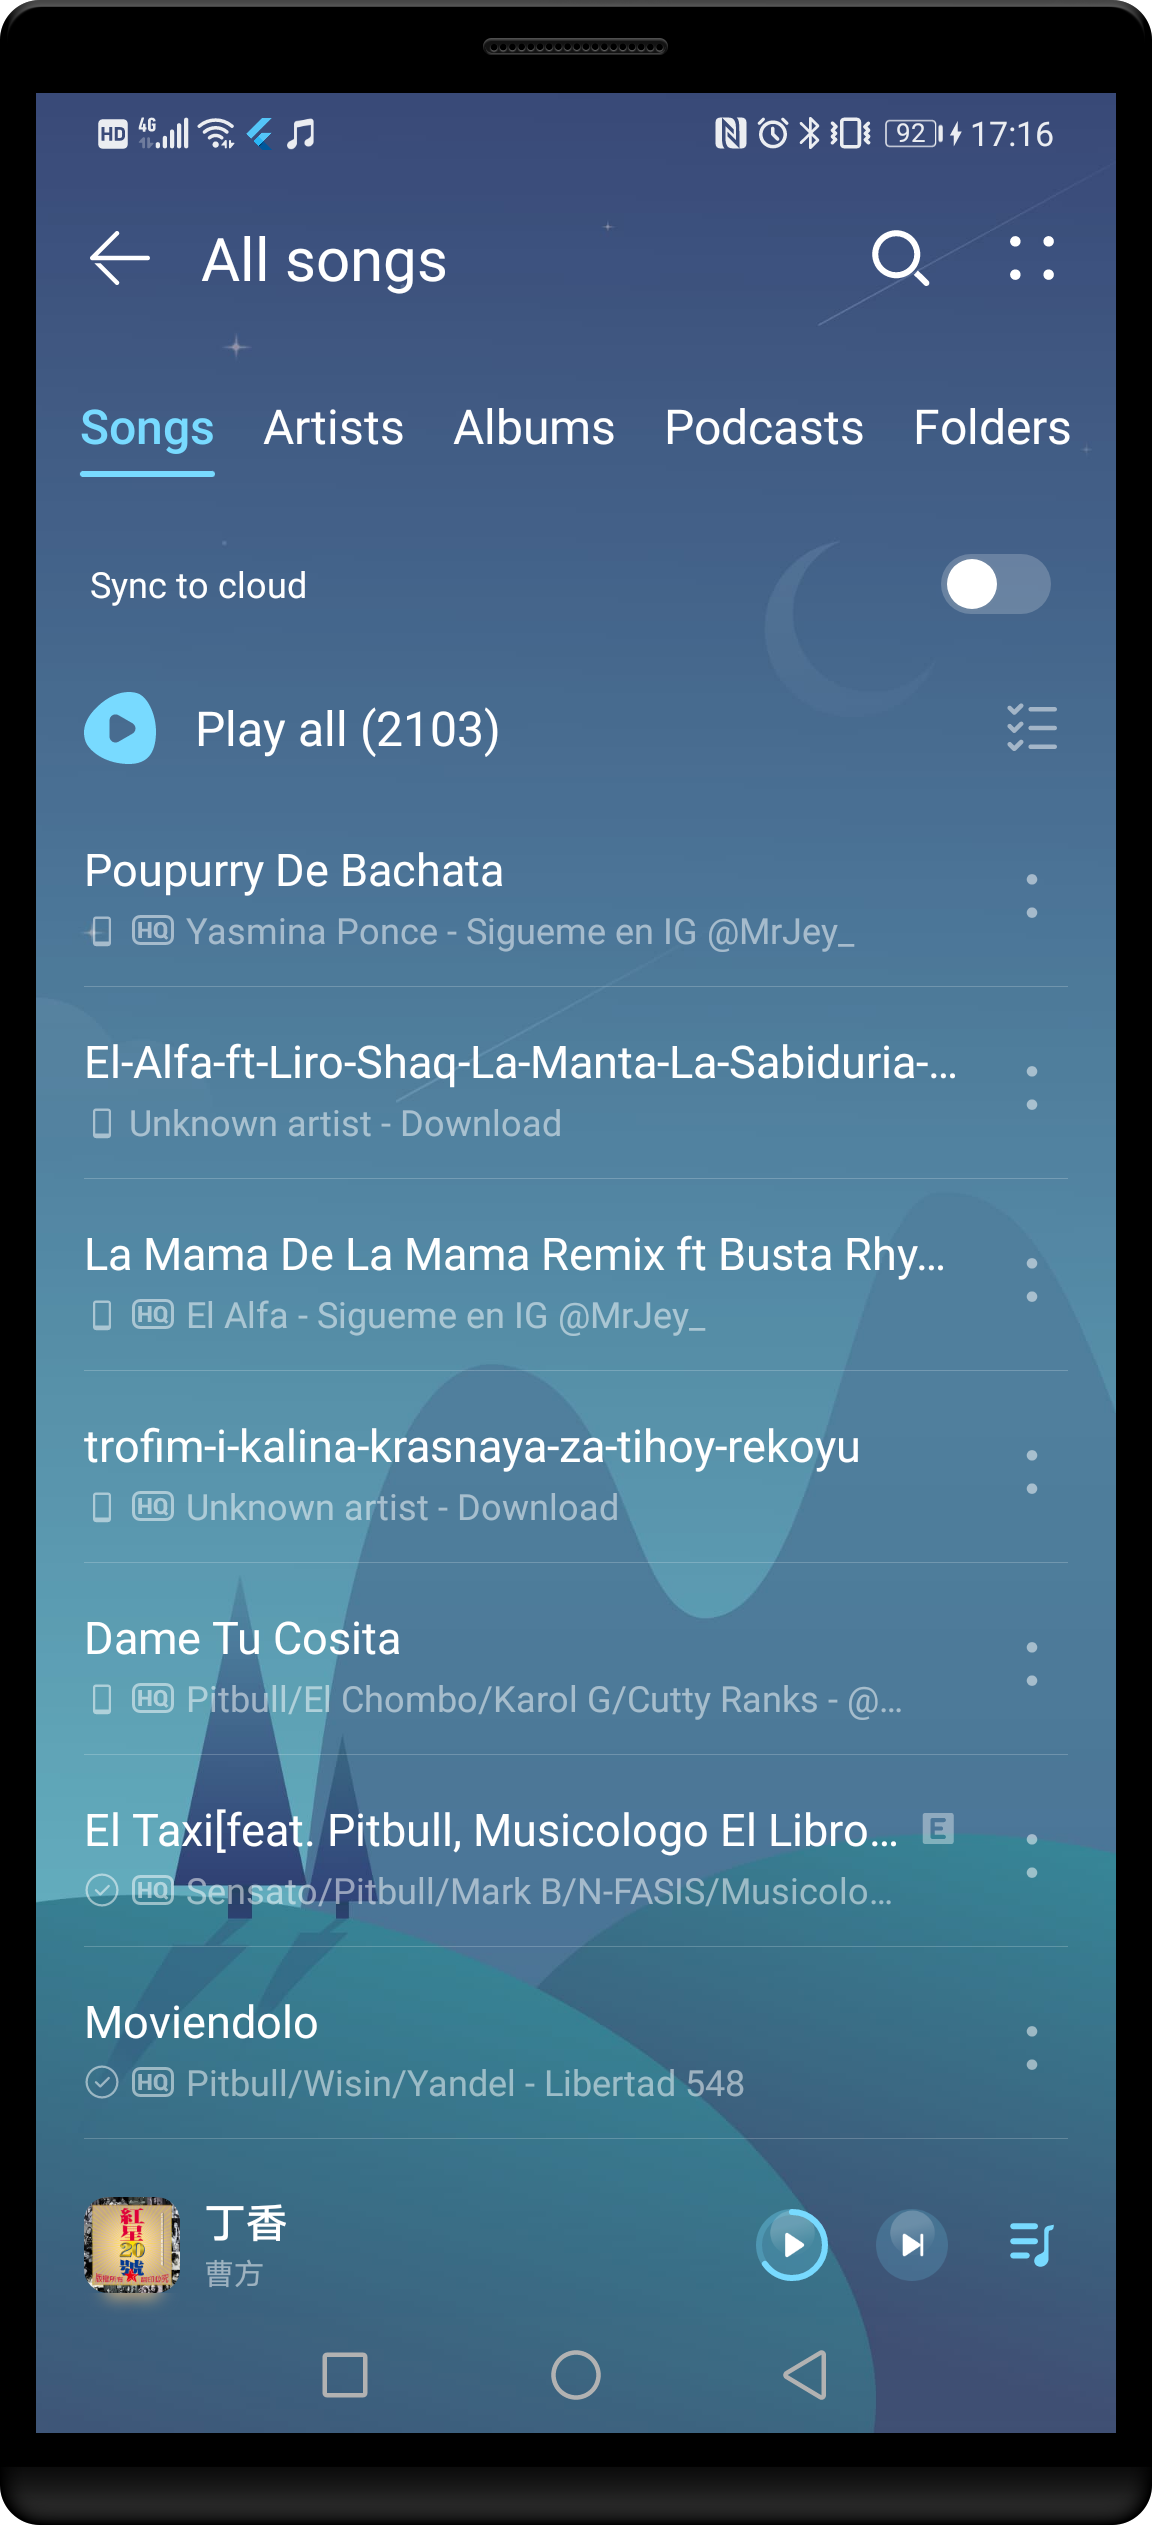 HD 4G 92 17:16
All songs
Songs Artists Albums Podcasts Folders
Sync to cloud
Play all (2103)
Poupurry De Bachata
HQ Yasmina Ponce - Sigueme en IG @MrJey_
El-Alfa-ft-Liro-Shaq-La-Manta-La-Sabiduria-...
Unknown artist - Download
La Mama De La Mama Remix ft Busta Rhy...
HQ El Alfa - Sigueme en IG @MrJey_
trofim-i-kalina-krasnaya-za-tihoy-rekoyu
HQ Unknown artist - Download
Dame Tu Cosita
HQ Pitbull/El Chombo/Karol G/Cutty Ranks - @...
El Taxi[feat. Pitbull, Musicologo El Libro... E
HQ Sensato/Pitbull/Mark B/N-FASIS/Musicolo...
Moviendolo
HQ Pitbull/Wisin/Yandel - Libertad 548
紅星20號
丁香
曹方